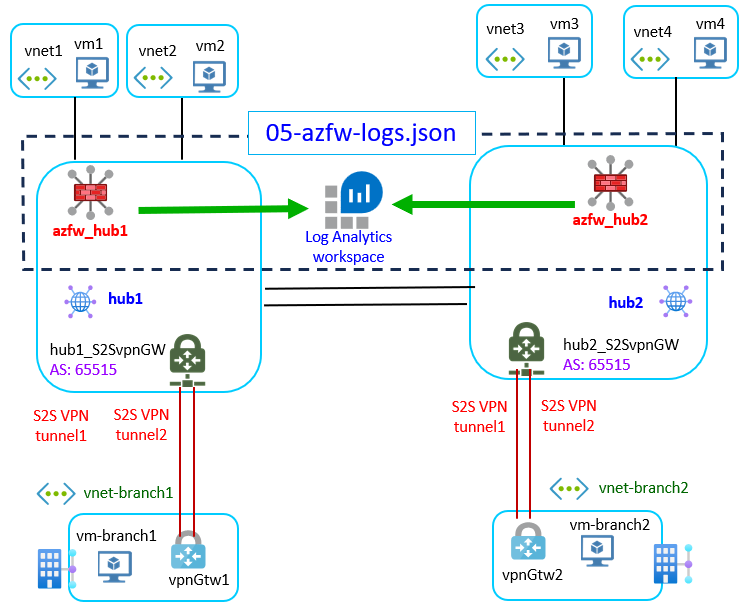 vnet1
vm1
vnet2
vm2
vnet3
vm3
vnet4
vm4
05-azfw-logs.json
azfw_hub1
azfw_hub2
Log Analytics
workspace
hub1
hub2
hub1_S2SvpnGW
AS: 65515
hub2_S2SvpnGW
AS: 65515
S2S VPN
tunnel1
S2S VPN
tunnel2
S2S VPN
tunnel1
S2S VPN
tunnel2
vnet-branch1
vnet-branch2
vm-branch1
vpnGtw1
vm-branch2
vpnGtw2